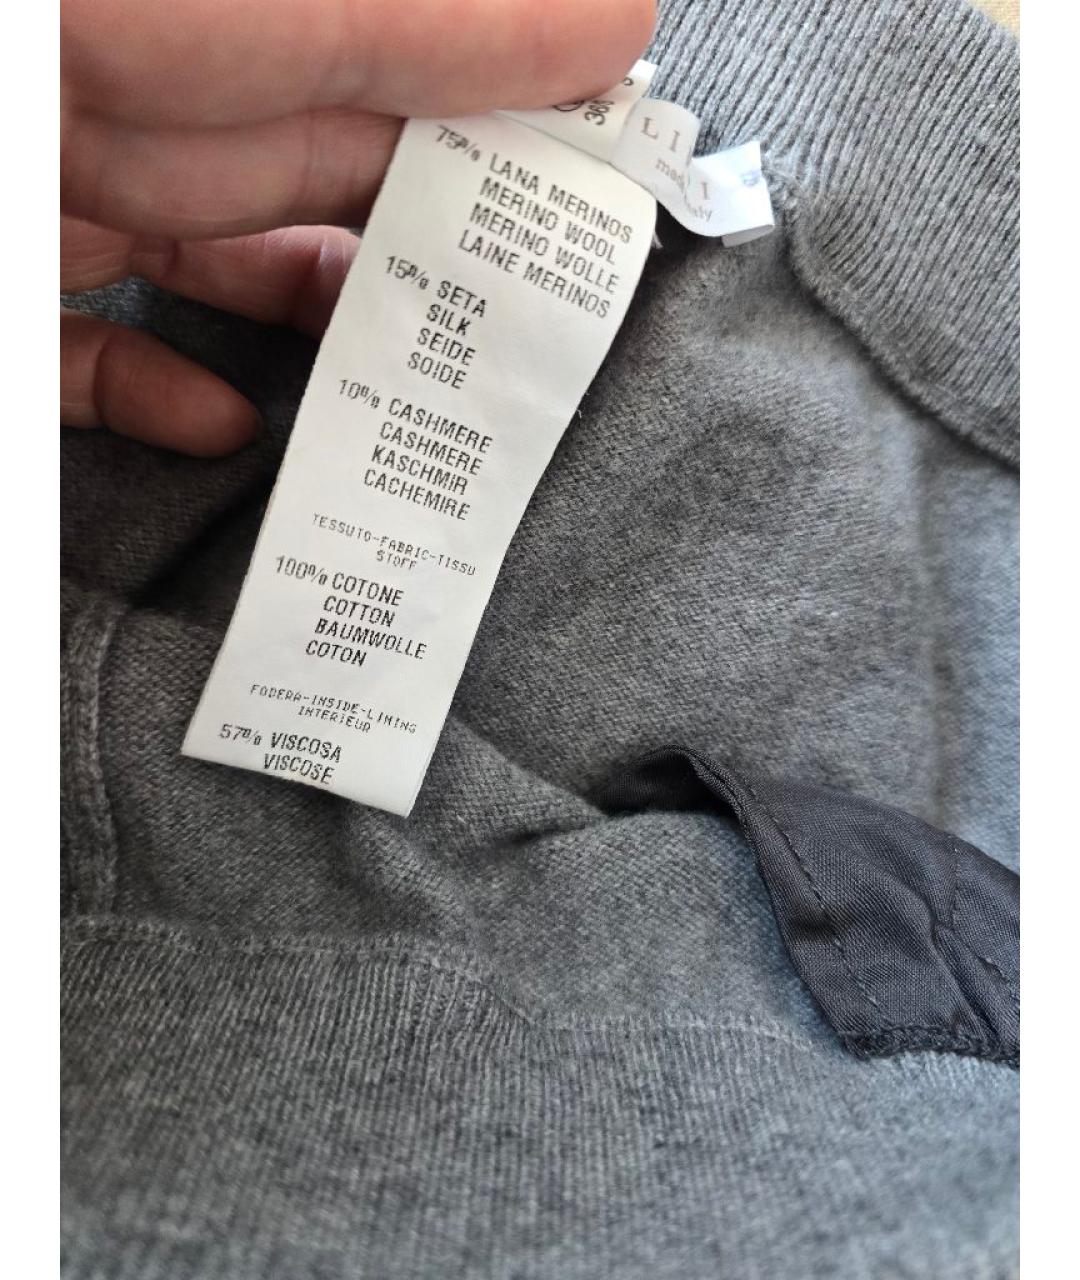 75% LANA MERINOS
MERINO WOOL
MERINO WOLLE
LAINE MERINOS
15% SETA
SILK
SEIDE
SOIDE
10% CASHMERE
CASHMERE
KASCHMIR
CACHEMIRE
TESSUTO-FABRIC-TISSU
STOFF
100% COTONE
COTTON
BAUMWOLLE
COTON
FODERA-INSIDE-LINING
INTERIEUR
57% VISCOSA
VISCOSE